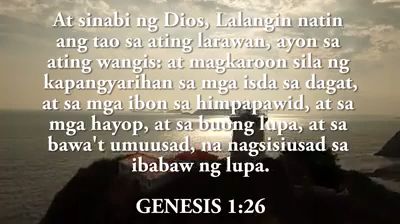 At sinabi ng Dios, Lalangin natin
ang tao sa ating larawan, ayon sa
ating wangis: at magkaroon sila ng
kapangyarihan sa mga isda sa dagat,
at sa mga ibon sa himpapawid, at sa
mga hayop, at sa buong lupa, at sa
bawa't umuusad, na nagsisiusad sa
ibabaw ng lupa.
GENESIS 1:26